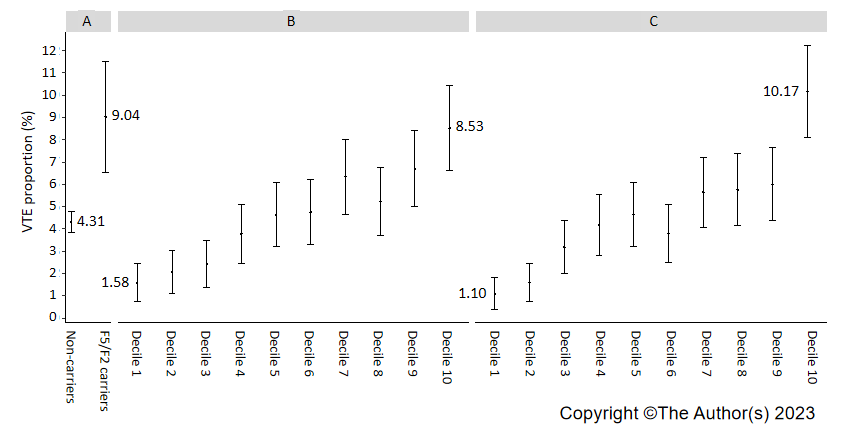 A B C
VTE proportion (%)
12
11
10
9
8
7
6
5
4
3
2
1
0
4.31
9.04
1.58
8.53
1.10
10.17
Non-carriers
F5/F2 carriers
Decile 1
Decile 2
Decile 3
Decile 4
Decile 5
Decile 6
Decile 7
Decile 8
Decile 9
Decile 10
Decile 1
Decile 2
Decile 3
Decile 4
Decile 5
Decile 6
Decile 7
Decile 8
Decile 9
Decile 10
Copyright ©The Author(s) 2023